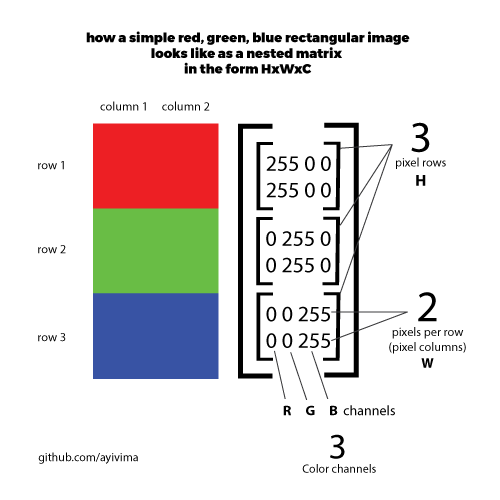 how a simple red, green, blue rectangular image
looks like as a nested matrix
in the form HxWxC
column 1 column 2
row 1
row 2
row 3
255 0 0
255 0 0
0 255 0
0 255 0
0 0 255
0 0 255
3
pixel rows
H
2
pixels per row
(pixel columns)
W
R G B channels
3
Color channels
github.com/ayivima